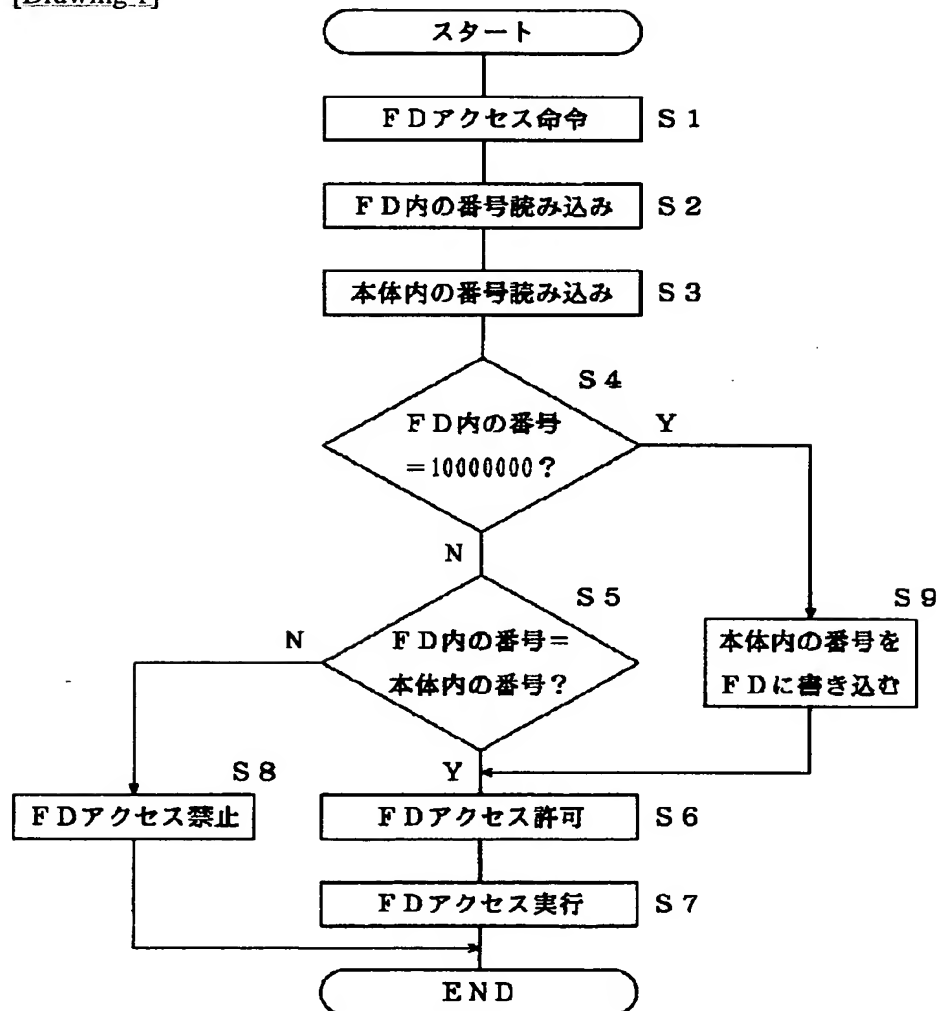 [Drawing 1]
スタート
FDアクセス命令 S1
FD内の番号読み込み S2
本体内の番号読み込み S3
S4
FD内の番号
=10000000?
Y
N
S5
FD内の番号=
本体内の番号?
N
S9
本体内の番号を
FDに書き込む
Y
S8
FDアクセス禁止
FDアクセス許可 S6
FDアクセス実行 S7
END